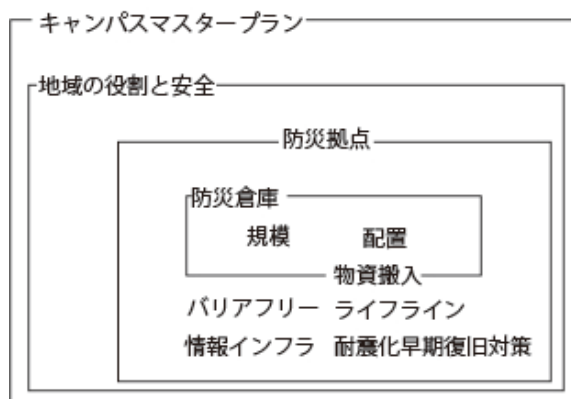 キャンパスマスタープラン
地域の役割と安全
防災拠点
防災倉庫
規模 配置
物資搬入
バリアフリー ライフライン
情報インフラ 耐震化早期復旧対策